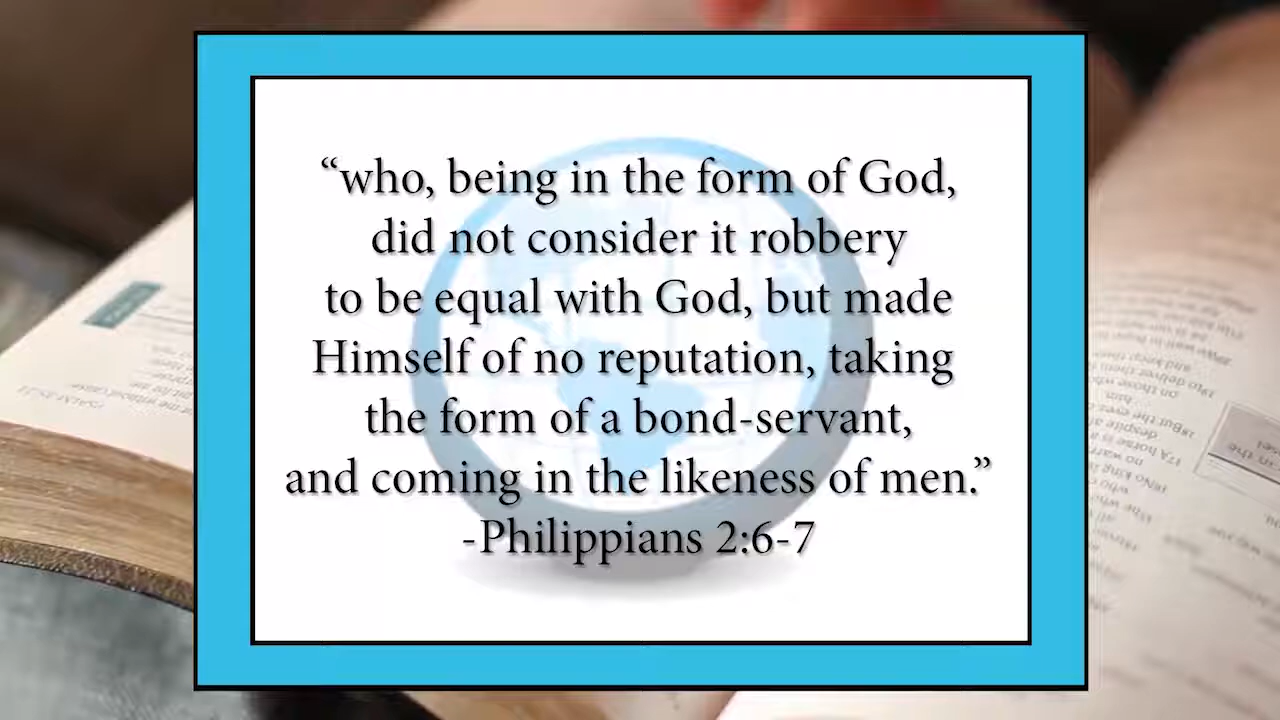 “who, being in the form of God,
did not consider it robbery
to be equal with God, but made
Himself of no reputation, taking
the form of a bond-servant,
and coming in the likeness of men.”
-Philippians 2:6-7